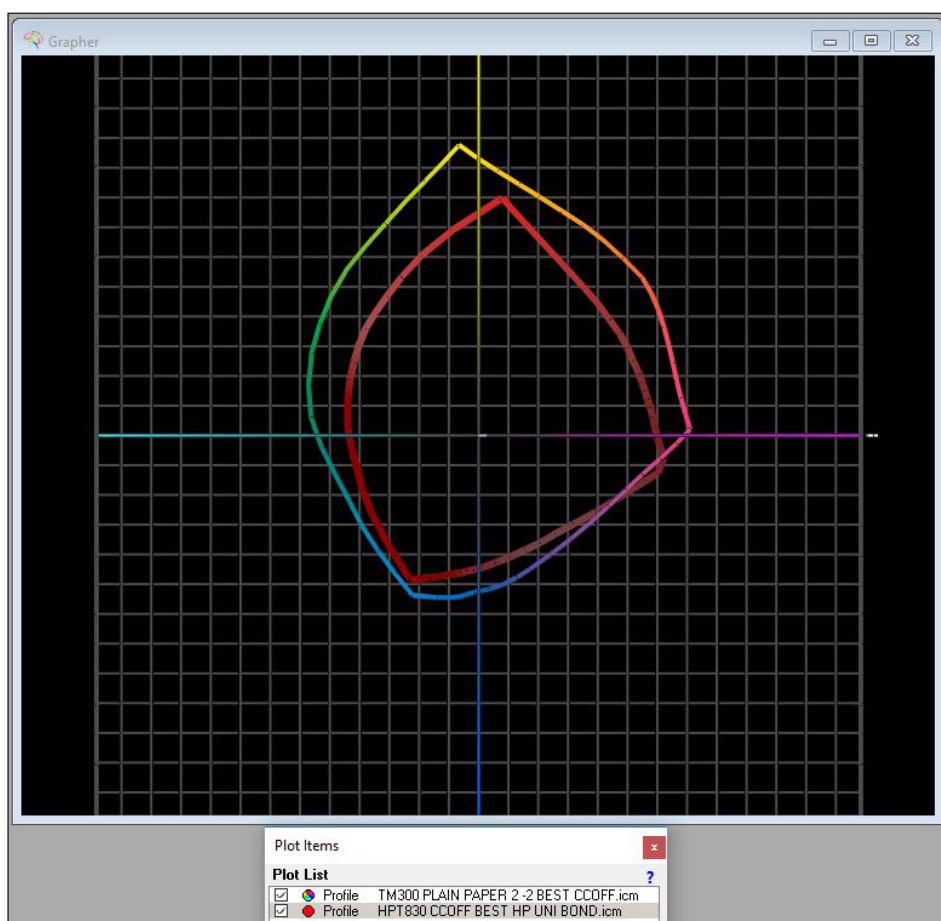 Grapher
Plot Items
Plot List ?
Profile TM300 PLAIN PAPER 2 -2 BEST CCOFF.icm
Profile HPT830 CCOFF BEST HP UNI BOND.icm